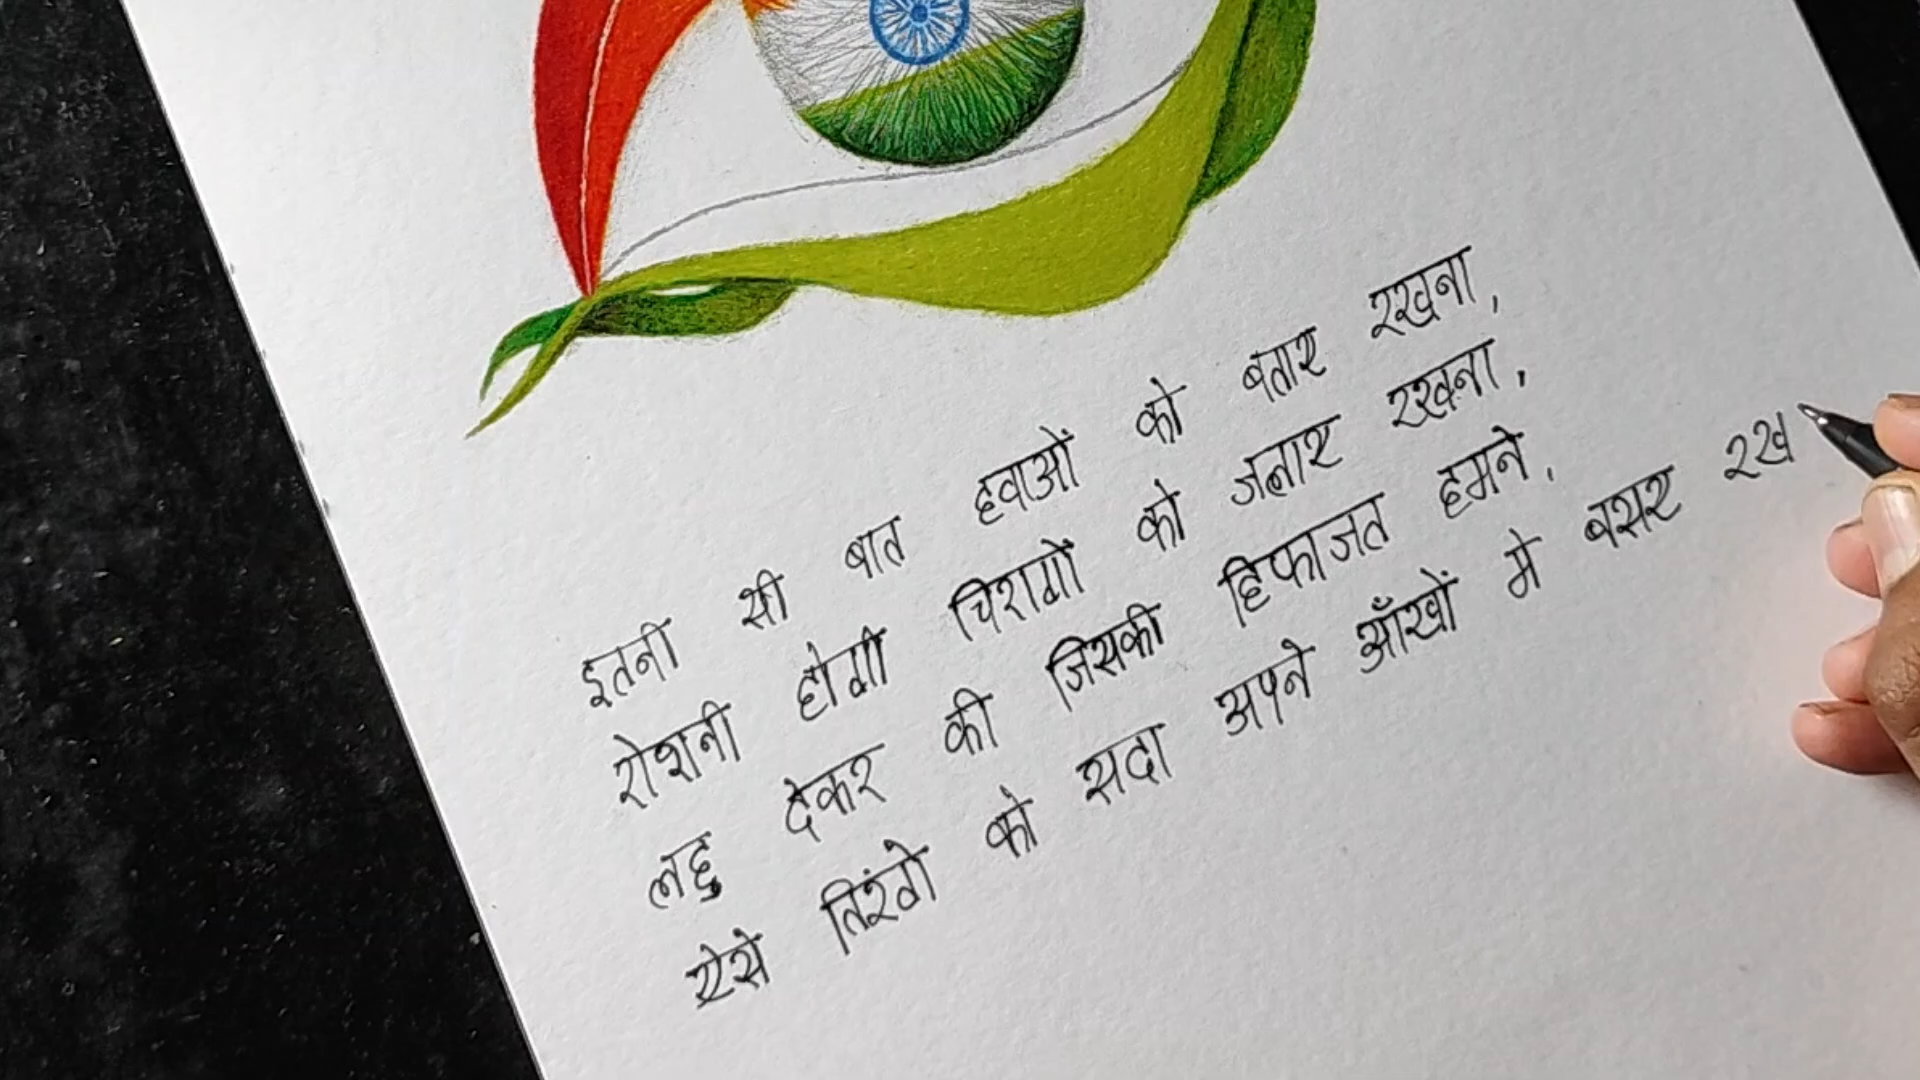 इतनी सी बात हवाओं को बताए रखना,
रोशनी होगी चिरागों को जलाए रखना,
लहु देकर की जिसकी हिफाजत हमने,
ऐसे तिरंगे को सदा अपने आँखों मे बसाए रख